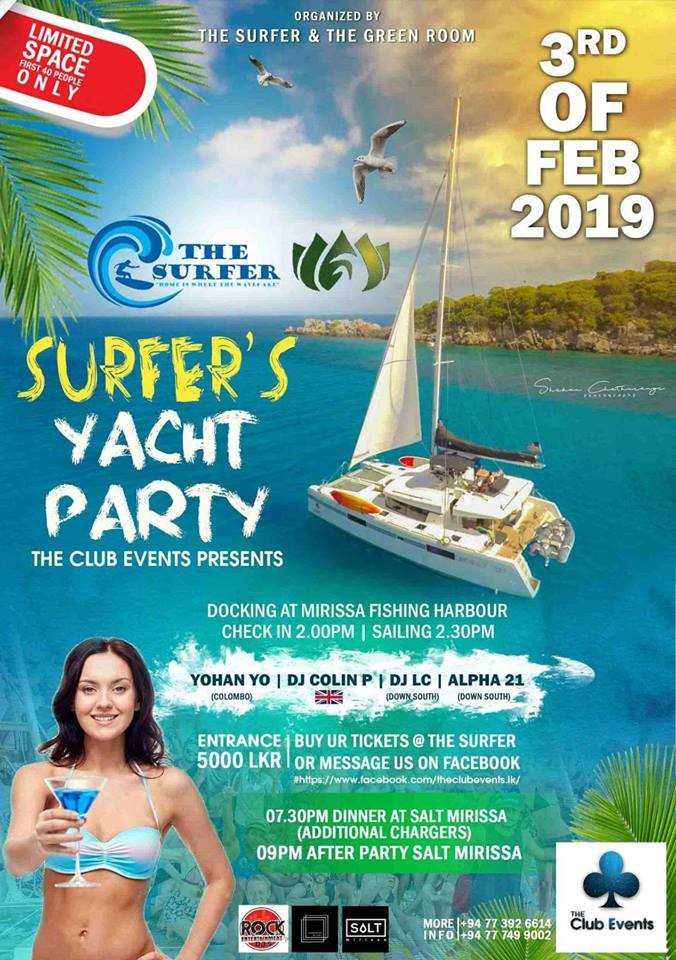 LIMITED
SPACE
FIRST 40 PEOPLE
ONLY
ORGANIZED BY
THE SURFER & THE GREEN ROOM
3RD
OF
FEB
2019
THE
SURFER
"HOME IS WHERE THE WAVES ARE"
SURFER'S
YACHT
PARTY
THE CLUB EVENTS PRESENTS
Shehan Chathuranga
photography
DOCKING AT MIRISSA FISHING HARBOUR
CHECK IN 2.00PM | SAILING 2.30PM
YOHAN YO | DJ COLIN P | DJ LC | ALPHA 21
(COLOMBO) (DOWN SOUTH) (DOWN SOUTH)
ENTRANCE
5000 LKR
BUY UR TICKETS @ THE SURFER
OR MESSAGE US ON FACEBOOK
#https://www.facebook.com/theclubevents.lk/
07.30PM DINNER AT SALT MIRISSA
(ADDITIONAL CHARGERS)
09PM AFTER PARTY SALT MIRISSA
ROCK
ENTERTAINMENT
SALT
MIRISSA
MORE
INFO
+94 77 392 6614
+94 77 749 9002
THE
Club Events